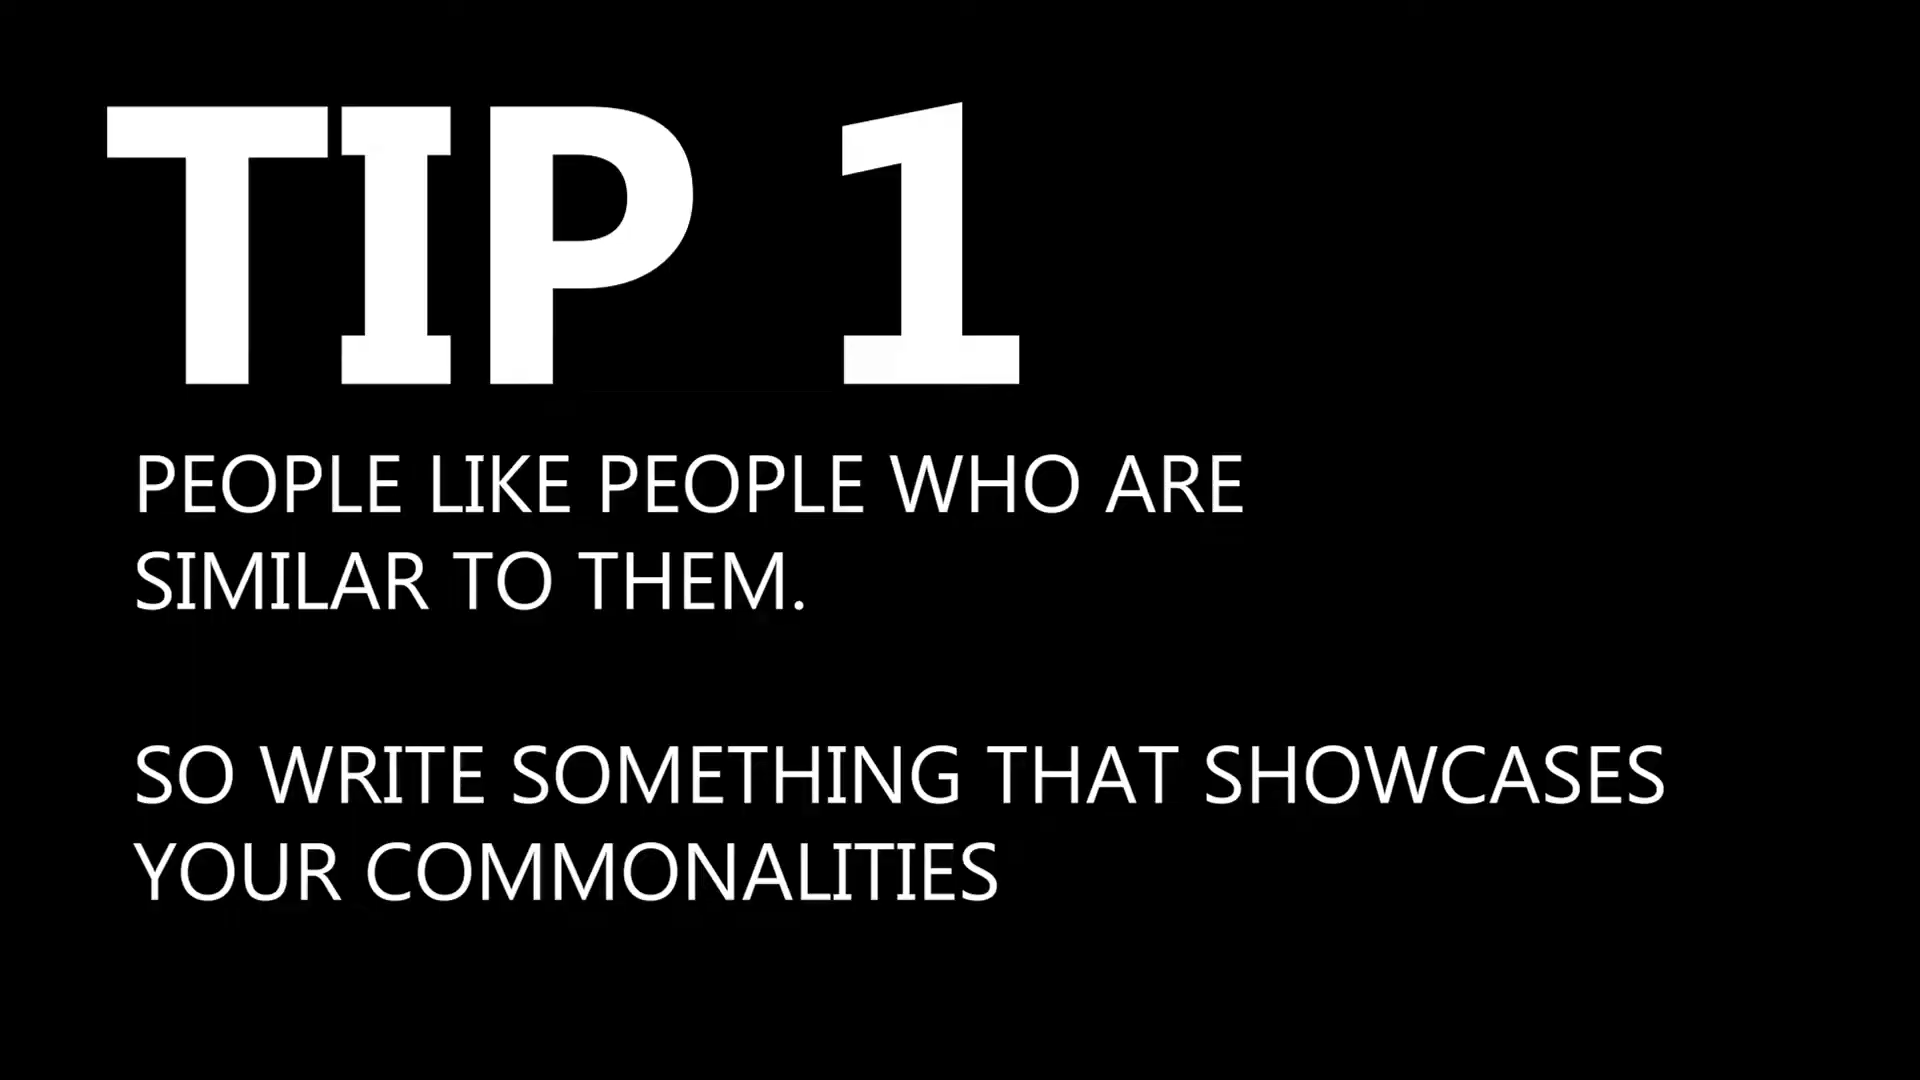 TIP 1
PEOPLE LIKE PEOPLE WHO ARE
SIMILAR TO THEM.
SO WRITE SOMETHING THAT SHOWCASES
YOUR COMMONALITIES